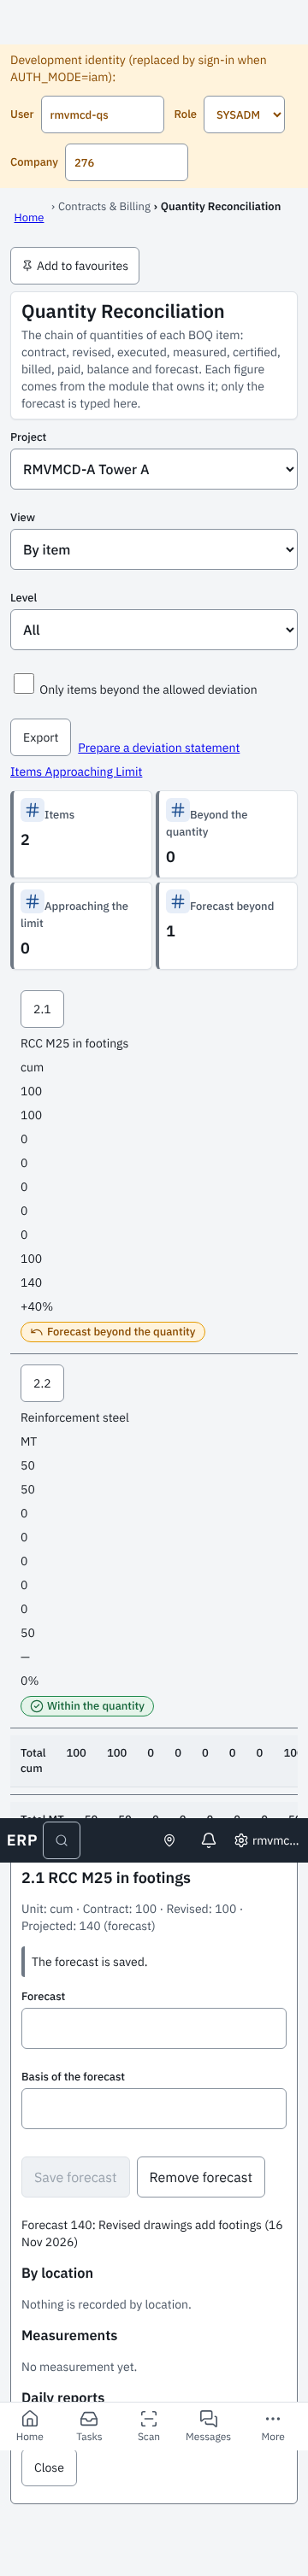 Development identity (replaced by sign-in when
AUTH_MODE=iam):
User rmvmcd-qs Role SYSADM
Company 276
Home › Contracts & Billing › Quantity Reconciliation
Add to favourites
Quantity Reconciliation
The chain of quantities of each BOQ item:
contract, revised, executed, measured, certified,
billed, paid, balance and forecast. Each figure
comes from the module that owns it; only the
forecast is typed here.
Project
RMVMCD-A Tower A
View
By item
Level
All
Only items beyond the allowed deviation
Export Prepare a deviation statement
Items Approaching Limit
Items
2
Beyond the
quantity
0
Approaching the
limit
0
Forecast beyond
1
2.1
RCC M25 in footings
cum
100
100
0
0
0
0
0
100
140
+40%
Forecast beyond the quantity
2.2
Reinforcement steel
MT
50
50
0
0
0
0
0
50
—
0%
Within the quantity
Total 100 100 0 0 0 0 0
cum
ERP rmvmc...
2.1 RCC M25 in footings
Unit: cum · Contract: 100 · Revised: 100 ·
Projected: 140 (forecast)
The forecast is saved.
Forecast
Basis of the forecast
Save forecast Remove forecast
Forecast 140: Revised drawings add footings (16
Nov 2026)
By location
Nothing is recorded by location.
Measurements
No measurement yet.
Daily reports
Home Tasks Scan Messages More
Close